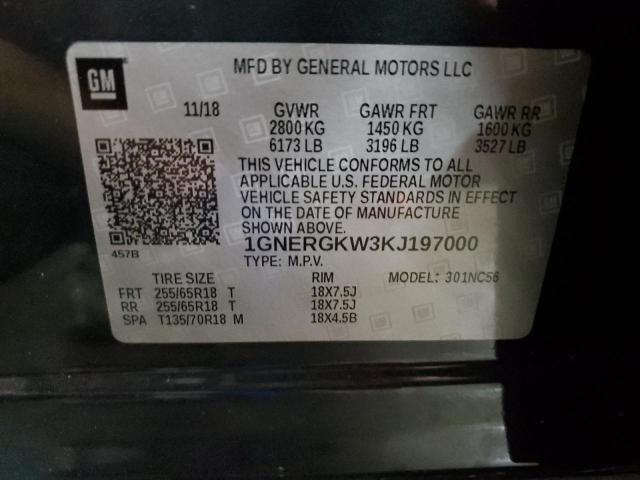 GM
MFD BY GENERAL MOTORS LLC
11/18 GVWR GAWR FRT GAWR RR
2800 KG 1450 KG 1600 KG
6173 LB 3196 LB 3527 LB
THIS VEHICLE CONFORMS TO ALL
APPLICABLE U.S. FEDERAL MOTOR
VEHICLE SAFETY STANDARDS IN EFFECT
ON THE DATE OF MANUFACTURE
SHOWN ABOVE.
1GNERGKW3KJ197000
457B
TYPE: M.P.V.
TIRE SIZE RIM MODEL: 301NC56
FRT 255/65R18 T 18X7.5J
RR 255/65R18 T 18X7.5J
SPA T135/70R18 M 18X4.5B